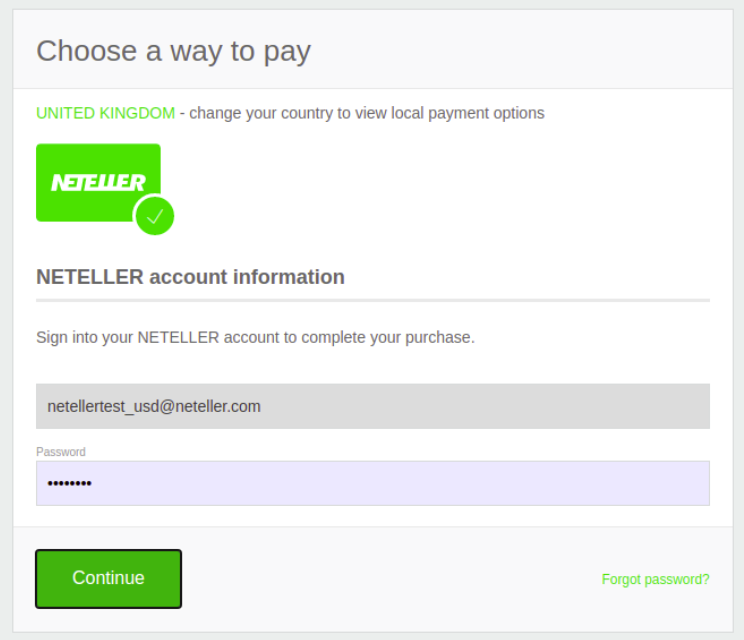 Choose a way to pay
UNITED KINGDOM - change your country to view local payment options
NETELLER
NETELLER account information
Sign into your NETELLER account to complete your purchase.
netellertest_usd@neteller.com
Password
••••••••
Continue
Forgot password?